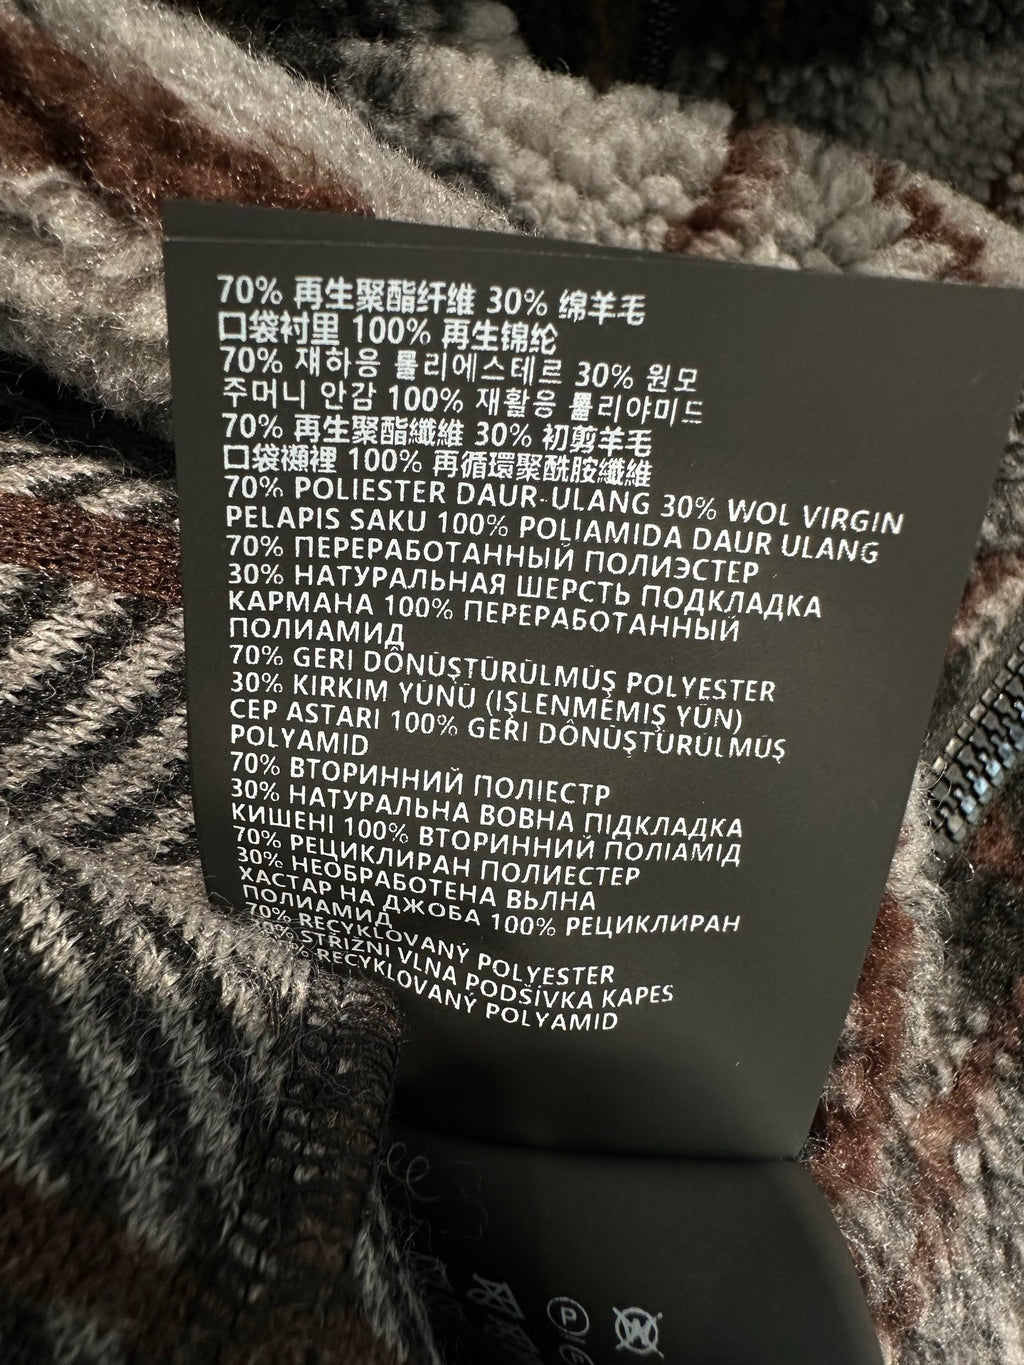 70% 再生聚酯纤维 30% 绵羊毛
口袋衬里 100% 再生锦纶
70% 재하용 폴리에스테르 30% 원모
주머니 안감 100% 재활용 폴리아미드
70% 再生聚酯纖維 30% 初剪羊毛
口袋襯裡 100% 再循環聚酰胺纖維
70% POLIESTER DAUR-ULANG 30% WOL VIRGIN
PELAPIS SAKU 100% POLIAMIDA DAUR ULANG
70% ПЕРЕРАБОТАННЫЙ ПОЛИЭСТЕР
30% НАТУРАЛЬНАЯ ШЕРСТЬ ПОДКЛАДКА
КАРМАНА 100% ПЕРЕРАБОТАННЫЙ
ПОЛИАМИД
70% GERİ DÖNÜŞTÜRÜLMÜŞ POLYESTER
30% KIRKIM YÜNÜ (IŞLENMEMIŞ YÜN)
CEP ASTARI 100% GERİ DÖNÜŞTÜRÜLMÜŞ
POLYAMID
70% ВТОРИННИЙ ПОЛІЕСТР
30% НАТУРАЛЬНА ВОВНА ПІДКЛАДКА
КИШЕНІ 100% ВТОРИННИЙ ПОЛІАМІД
70% РЕЦИКЛИРАН ПОЛИЕСТЕР
30% НЕОБРАБОТЕНА ВЬЛНА
ХАСТАР НА ДЖОБА 100% РЕЦИКЛИРАН
ПОЛИАМИД
70% RECYKLOVANÝ POLYESTER
30% STRIŽNI VLNA PODŠÍVKA KAPES
RECYKLOVANÝ POLYAMID
P
W